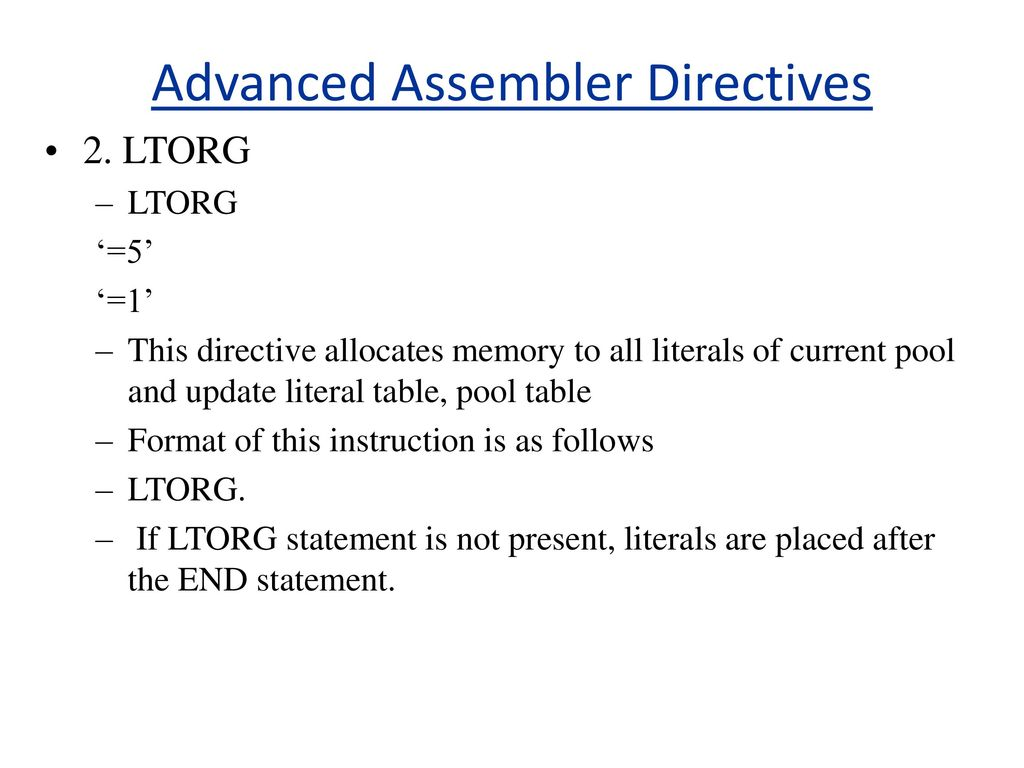 Advanced Assembler Directives
• 2. LTORG
– LTORG
‘=5’
‘=1’
– This directive allocates memory to all literals of current pool
and update literal table, pool table
– Format of this instruction is as follows
– LTORG.
– If LTORG statement is not present, literals are placed after
the END statement.